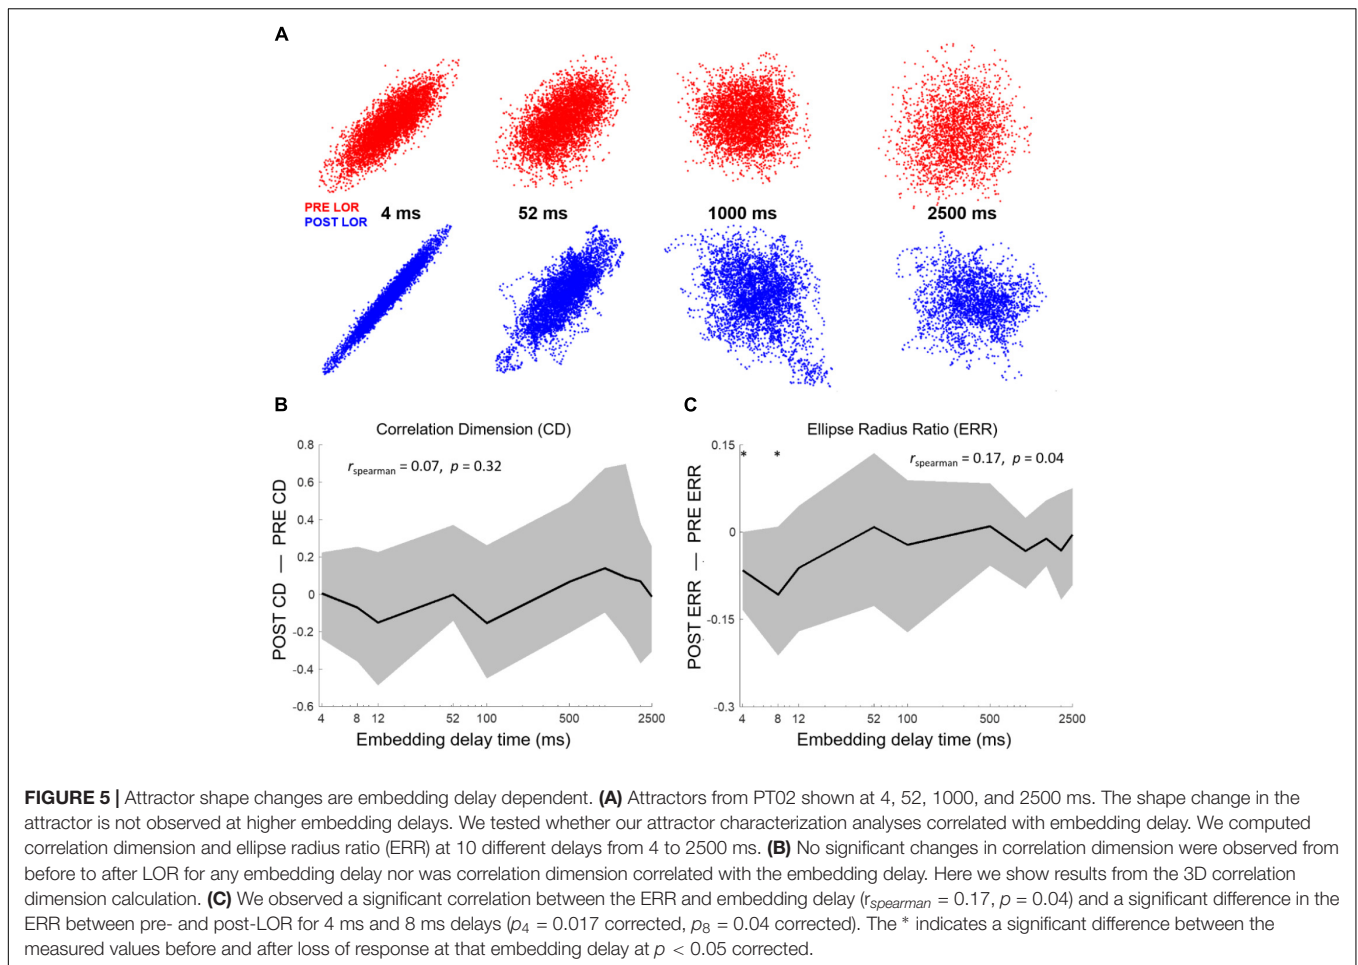 A
PRE LOR
POST LOR
4 ms
52 ms
1000 ms
2500 ms
B
Correlation Dimension (CD)
r_spearman = 0.07, p = 0.32
POST CD — PRE CD
0.8
0.6
0.4
0.2
0
-0.2
-0.4
-0.6
4 8 12 52 100 500 2500
Embedding delay time (ms)
C
Ellipse Radius Ratio (ERR)
* *
r_spearman = 0.17, p = 0.04
POST ERR — PRE ERR
0.15
0
-0.15
-0.3
4 8 12 52 100 500 2500
Embedding delay time (ms)
FIGURE 5 | Attractor shape changes are embedding delay dependent. (A) Attractors from PT02 shown at 4, 52, 1000, and 2500 ms. The shape change in the
attractor is not observed at higher embedding delays. We tested whether our attractor characterization analyses correlated with embedding delay. We computed
correlation dimension and ellipse radius ratio (ERR) at 10 different delays from 4 to 2500 ms. (B) No significant changes in correlation dimension were observed from
before to after LOR for any embedding delay nor was correlation dimension correlated with the embedding delay. Here we show results from the 3D correlation
dimension calculation. (C) We observed a significant correlation between the ERR and embedding delay (r_spearman = 0.17, p = 0.04) and a significant difference in the
ERR between pre- and post-LOR for 4 ms and 8 ms delays (p_4 = 0.017 corrected, p_8 = 0.04 corrected). The * indicates a significant difference between the
measured values before and after loss of response at that embedding delay at p < 0.05 corrected.